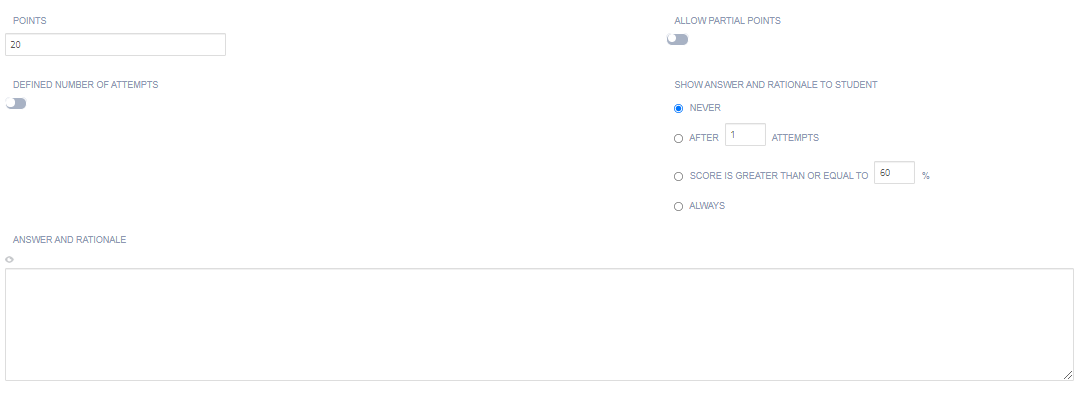 POINTS
ALLOW PARTIAL POINTS
20
DEFINED NUMBER OF ATTEMPTS
SHOW ANSWER AND RATIONALE TO STUDENT
NEVER
AFTER 1 ATTEMPTS
SCORE IS GREATER THAN OR EQUAL TO 60 %
ALWAYS
ANSWER AND RATIONALE